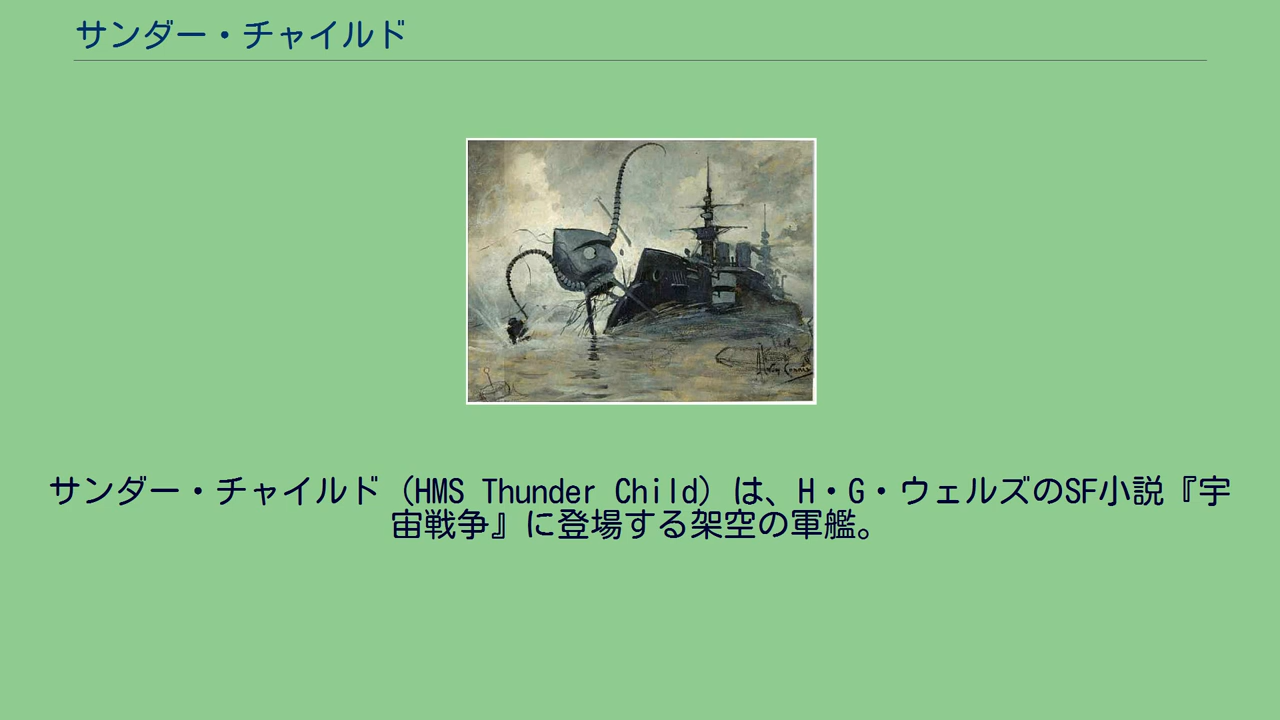 サンダー・チャイルド
サンダー・チャイルド（HMS Thunder Child）は、H・G・ウェルズのSF小説『宇
宙戦争』に登場する架空の軍艦。